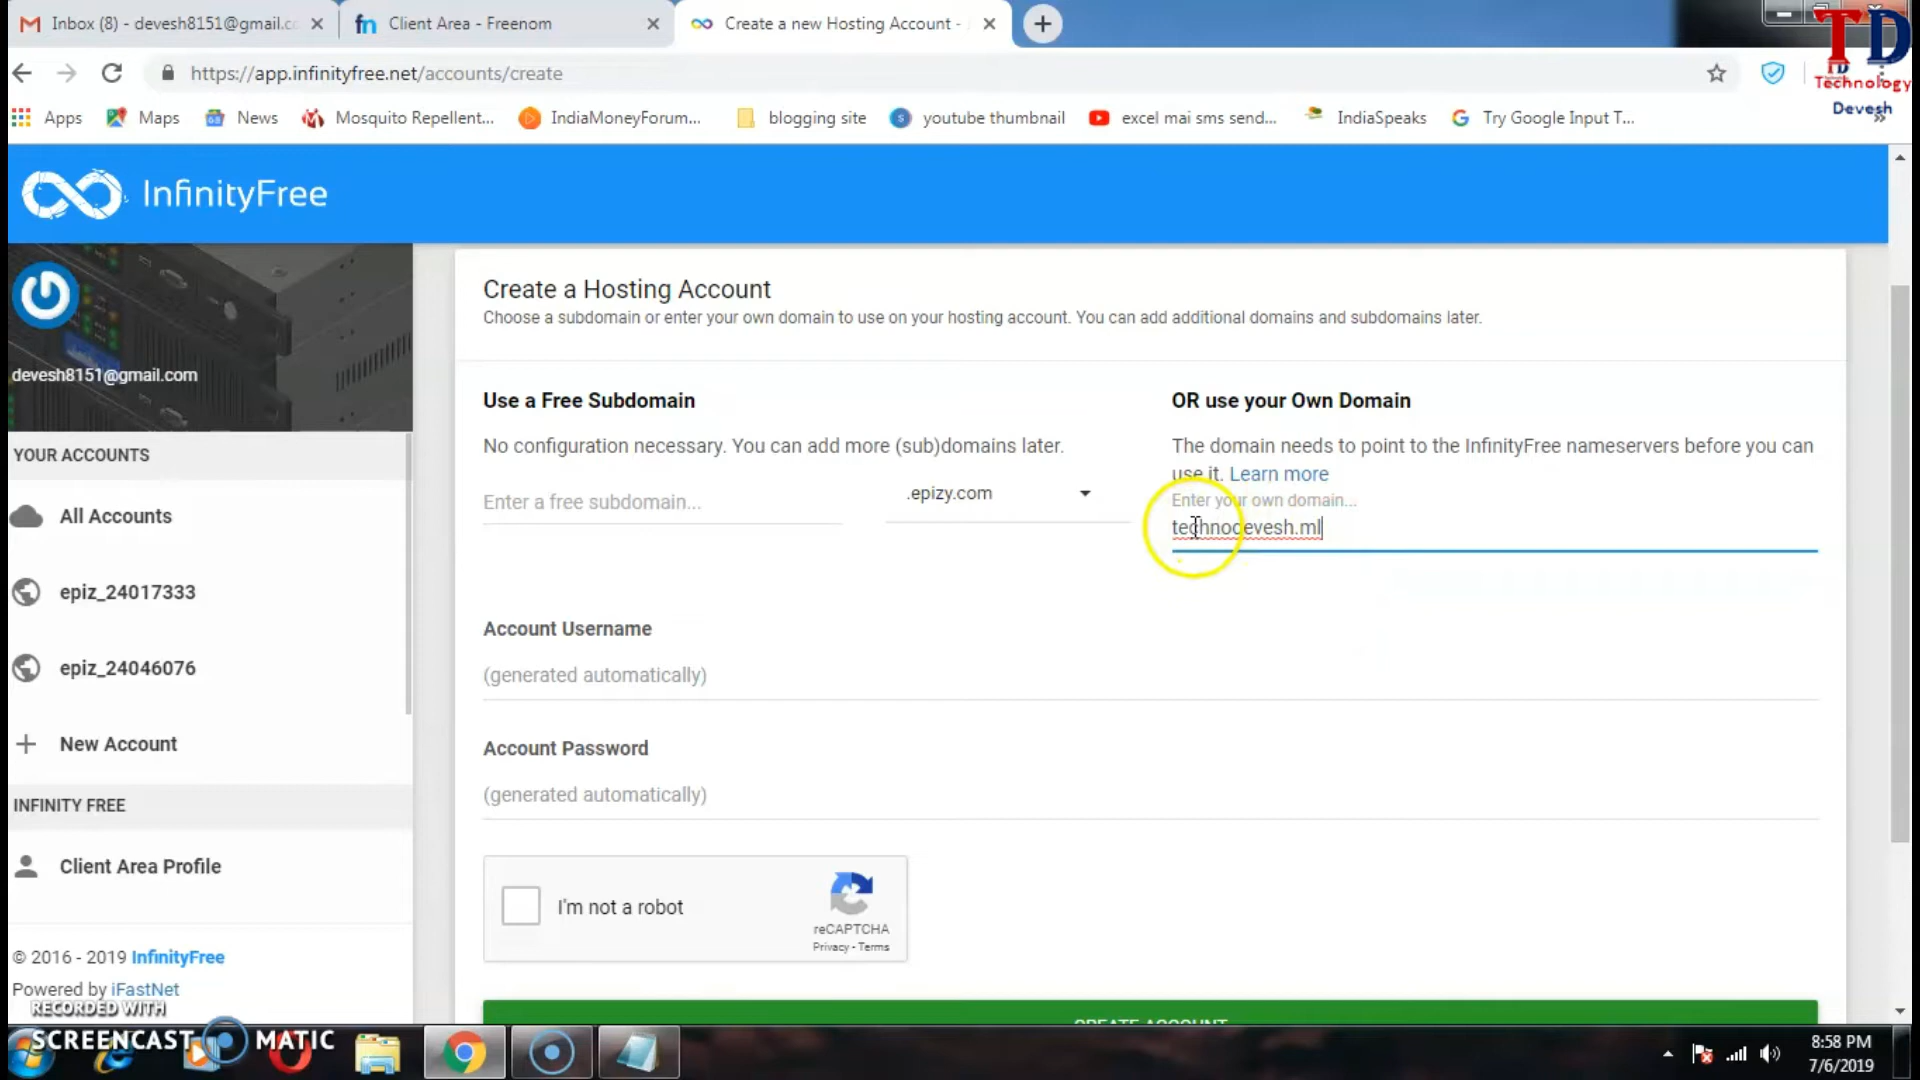 Inbox (8) - devesh8151@gmail.c
Client Area - Freenom
Create a new Hosting Account -
TD
Technology
Devesh
https://app.infinityfree.net/accounts/create
Apps
Maps
News
Mosquito Repellent...
IndiaMoneyForum...
blogging site
youtube thumbnail
excel mai sms send...
IndiaSpeaks
Try Google Input T...
InfinityFree
devesh8151@gmail.com
YOUR ACCOUNTS
All Accounts
epiz_24017333
epiz_24046076
New Account
INFINITY FREE
Client Area Profile
© 2016 - 2019 InfinityFree
Powered by iFastNet
Create a Hosting Account
Choose a subdomain or enter your own domain to use on your hosting account. You can add additional domains and subdomains later.
Use a Free Subdomain
No configuration necessary. You can add more (sub)domains later.
Enter a free subdomain...
.epizy.com
OR use your Own Domain
The domain needs to point to the InfinityFree nameservers before you can
use it. Learn more
Enter your own domain...
technodevesh.ml
Account Username
(generated automatically)
Account Password
(generated automatically)
I'm not a robot
reCAPTCHA
Privacy - Terms
CREATE ACCOUNT
RECORDED WITH
SCREENCAST MATIC
8:58 PM
7/6/2019